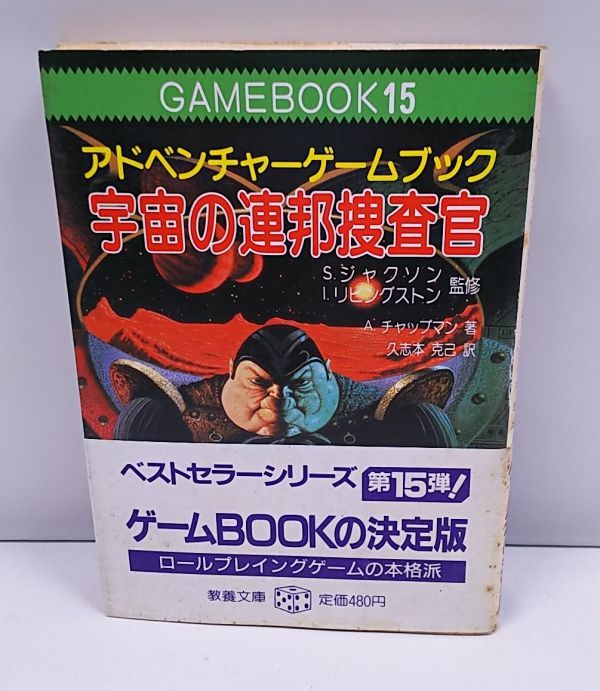 GAMEBOOK15
アドベンチャーゲームブック
宇宙の連邦捜査官
S.ジャクソン
I.リビングストン 監修
A.チャップマン 著
久志本 克己 訳
ベストセラーシリーズ 第15弾!
ゲームBOOKの決定版
ロールプレイングゲームの本格派
教養文庫 定価480円